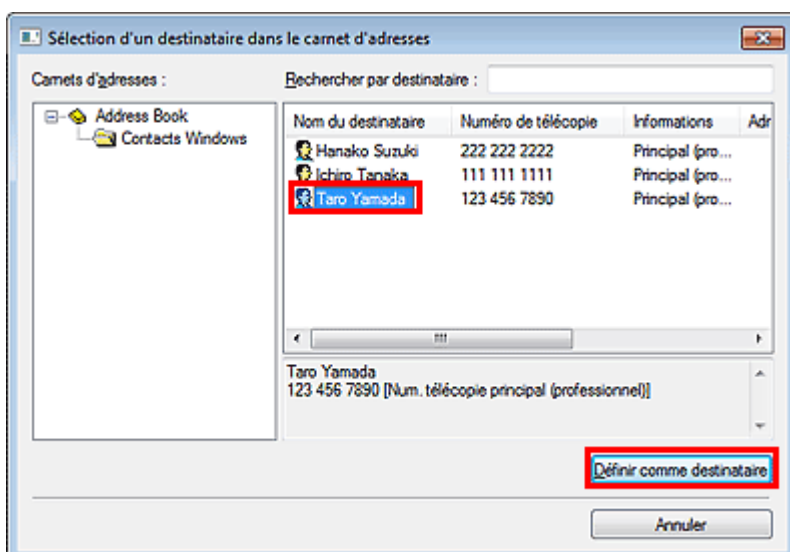 Sélection d'un destinataire dans le carnet d'adresses
Carnets d'adresses :
Rechercher par destinataire :
Address Book
Contacts Windows
Nom du destinataire Numéro de télécopie Informations Adr
Hanako Suzuki 222 222 2222 Principal (pro...
Ichiro Tanaka 111 111 1111 Principal (pro...
Taro Yamada 123 456 7890 Principal (pro...
Taro Yamada
123 456 7890 [Num. télécopie principal (professionnel)]
Définir comme destinataire
Annuler